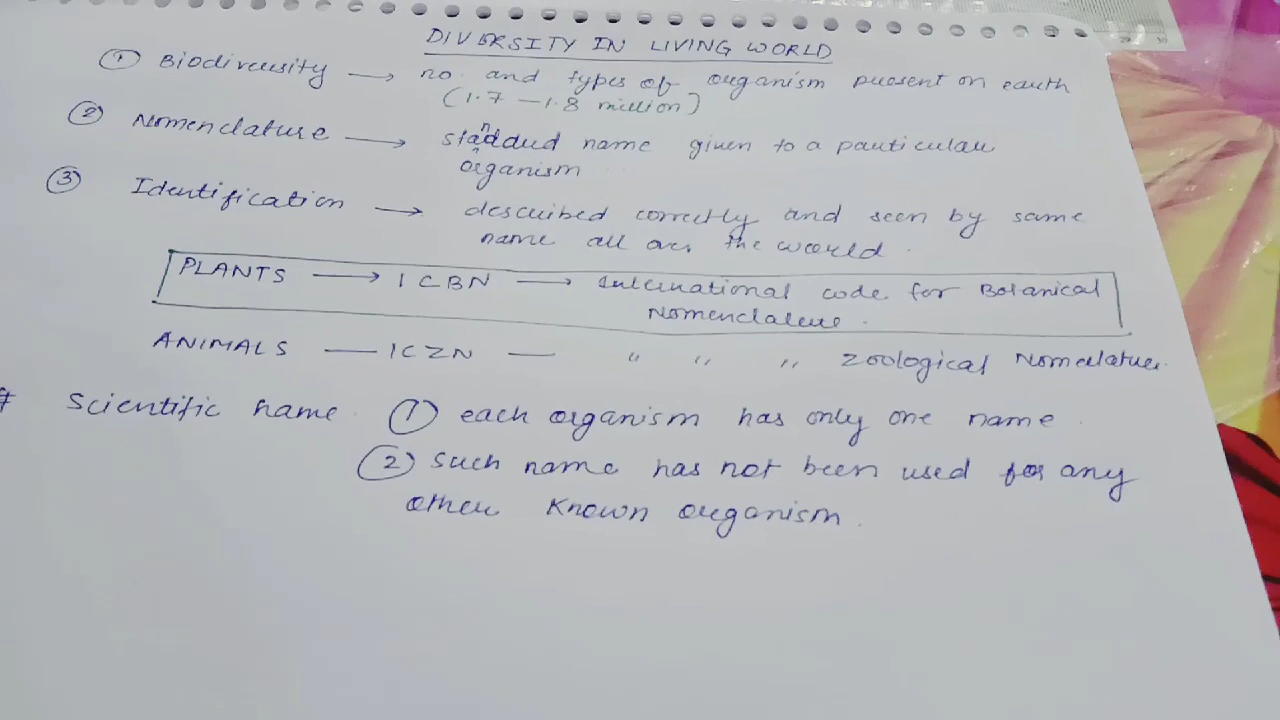 DIVERSITY IN LIVING WORLD
① Biodiversity → no. and types of organism present on earth
(1.7 – 1.8 million)
② Nomenclature → standdard name given to a particular
organism
③ Identification → described correctly and seen by same
name all over the world.
PLANTS → ICBN → International code for Botanical
Nomenclature.
ANIMALS — ICZN — " " " Zoological Nomenclature.
# Scientific name ① each organism has only one name.
② such name has not been used for any
other known organism.
29 30